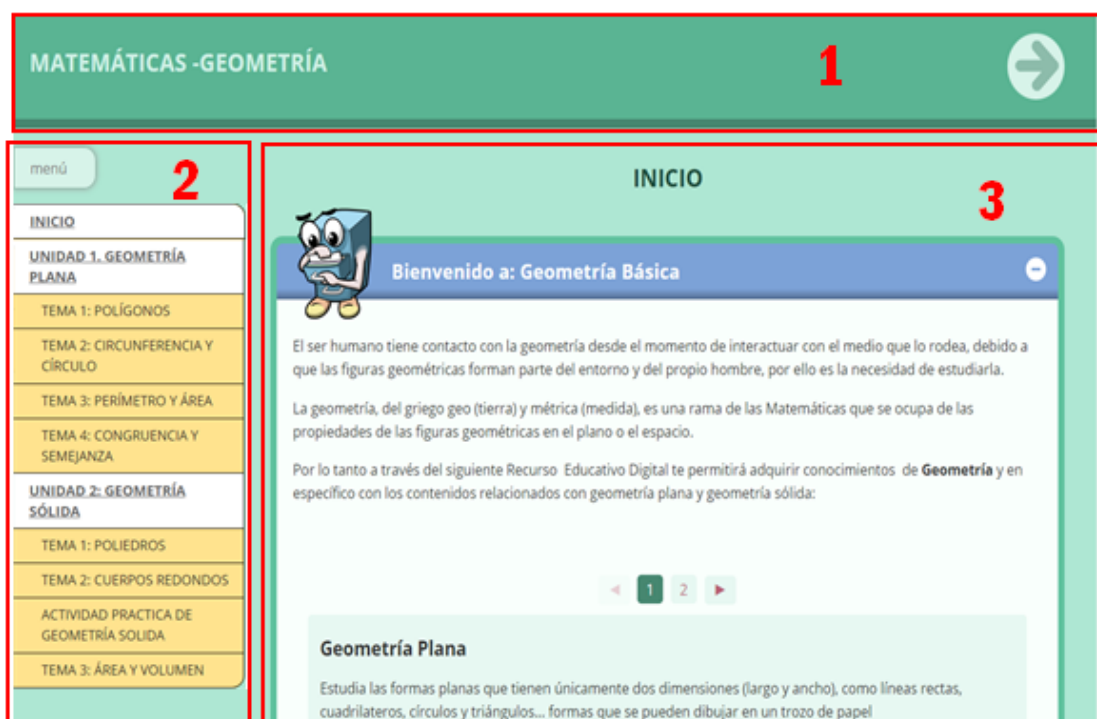 MATEMÁTICAS -GEOMETRÍA
1
menú
2
INICIO
UNIDAD 1. GEOMETRÍA
PLANA
TEMA 1: POLÍGONOS
TEMA 2: CIRCUNFERENCIA Y
CÍRCULO
TEMA 3: PERÍMETRO Y ÁREA
TEMA 4: CONGRUENCIA Y
SEMEJANZA
UNIDAD 2: GEOMETRÍA
SÓLIDA
TEMA 1: POLIEDROS
TEMA 2: CUERPOS REDONDOS
ACTIVIDAD PRACTICA DE
GEOMETRÍA SOLIDA
TEMA 3: ÁREA Y VOLUMEN
INICIO
3
Bienvenido a: Geometría Básica
El ser humano tiene contacto con la geometría desde el momento de interactuar con el medio que lo rodea, debido a
que las figuras geométricas forman parte del entorno y del propio hombre, por ello es la necesidad de estudiarla.
La geometría, del griego geo (tierra) y métrica (medida), es una rama de las Matemáticas que se ocupa de las
propiedades de las figuras geométricas en el plano o el espacio.
Por lo tanto a través del siguiente Recurso Educativo Digital te permitirá adquirir conocimientos de Geometría y en
específico con los contenidos relacionados con geometría plana y geometría sólida:
1 2
Geometría Plana
Estudia las formas planas que tienen únicamente dos dimensiones (largo y ancho), como líneas rectas,
cuadrilateros, círculos y triángulos... formas que se pueden dibujar en un trozo de papel